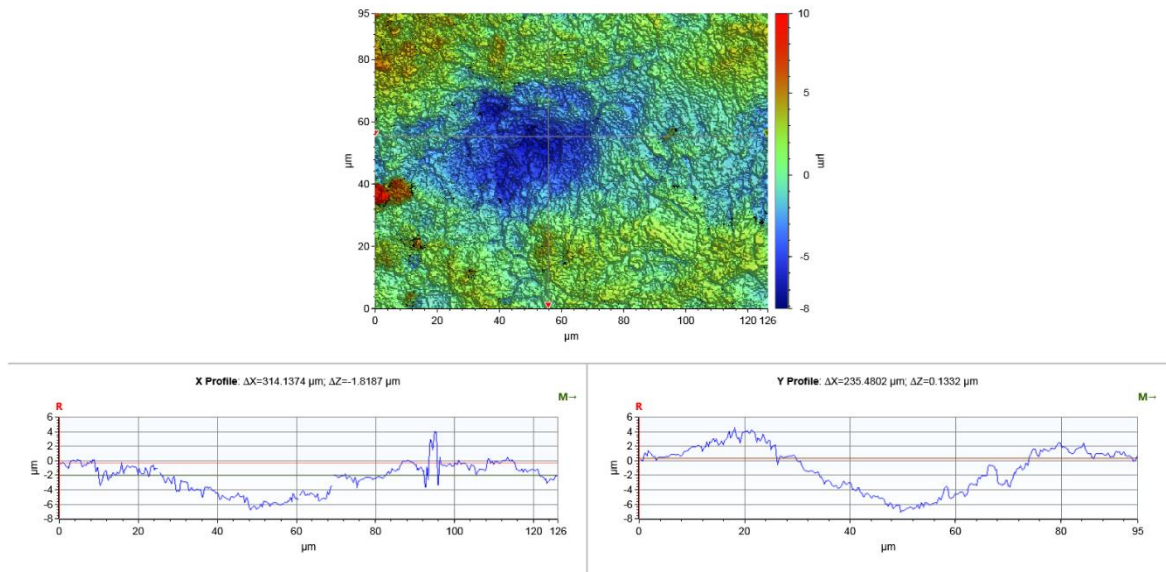 95
80
60
40
20
0
µm
0 20 40 60 80 100 120 126
µm
10
5
0
-5
-8
µm
X Profile: ΔX=314.1374 µm; ΔZ=-1.8187 µm
R
M→
6
4
2
0
-2
-4
-6
-8
µm
0 20 40 60 80 100 126
µm
Y Profile: ΔX=235.4802 µm; ΔZ=0.1332 µm
R
M→
6
4
2
0
-2
-4
-6
-8
µm
0 20 40 60 80 95
µm